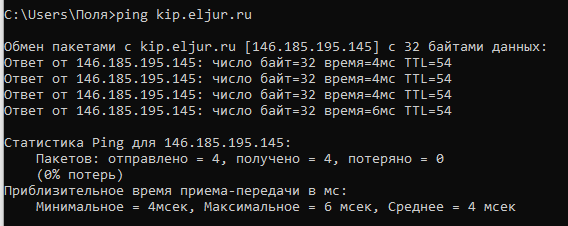 C:\Users\Поля>ping kip.eljur.ru
Обмен пакетами с kip.eljur.ru [146.185.195.145] с 32 байтами данных:
Ответ от 146.185.195.145: число байт=32 время=4мс TTL=54
Ответ от 146.185.195.145: число байт=32 время=4мс TTL=54
Ответ от 146.185.195.145: число байт=32 время=4мс TTL=54
Ответ от 146.185.195.145: число байт=32 время=6мс TTL=54
Статистика Ping для 146.185.195.145:
Пакетов: отправлено = 4, получено = 4, потеряно = 0
(0% потерь)
Приблизительное время приема-передачи в мс:
Минимальное = 4мсек, Максимальное = 6 мсек, Среднее = 4 мсек